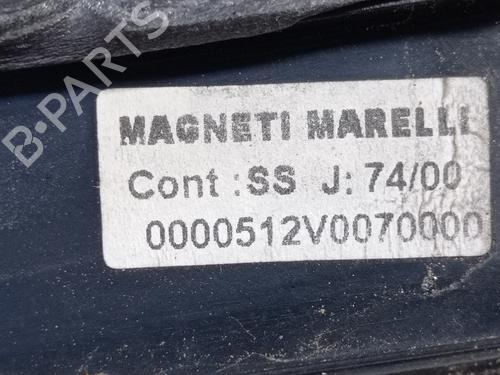 MAGNETI MARELLI
Cont :SS J: 74/00
0000512V0070000
B-PARTS